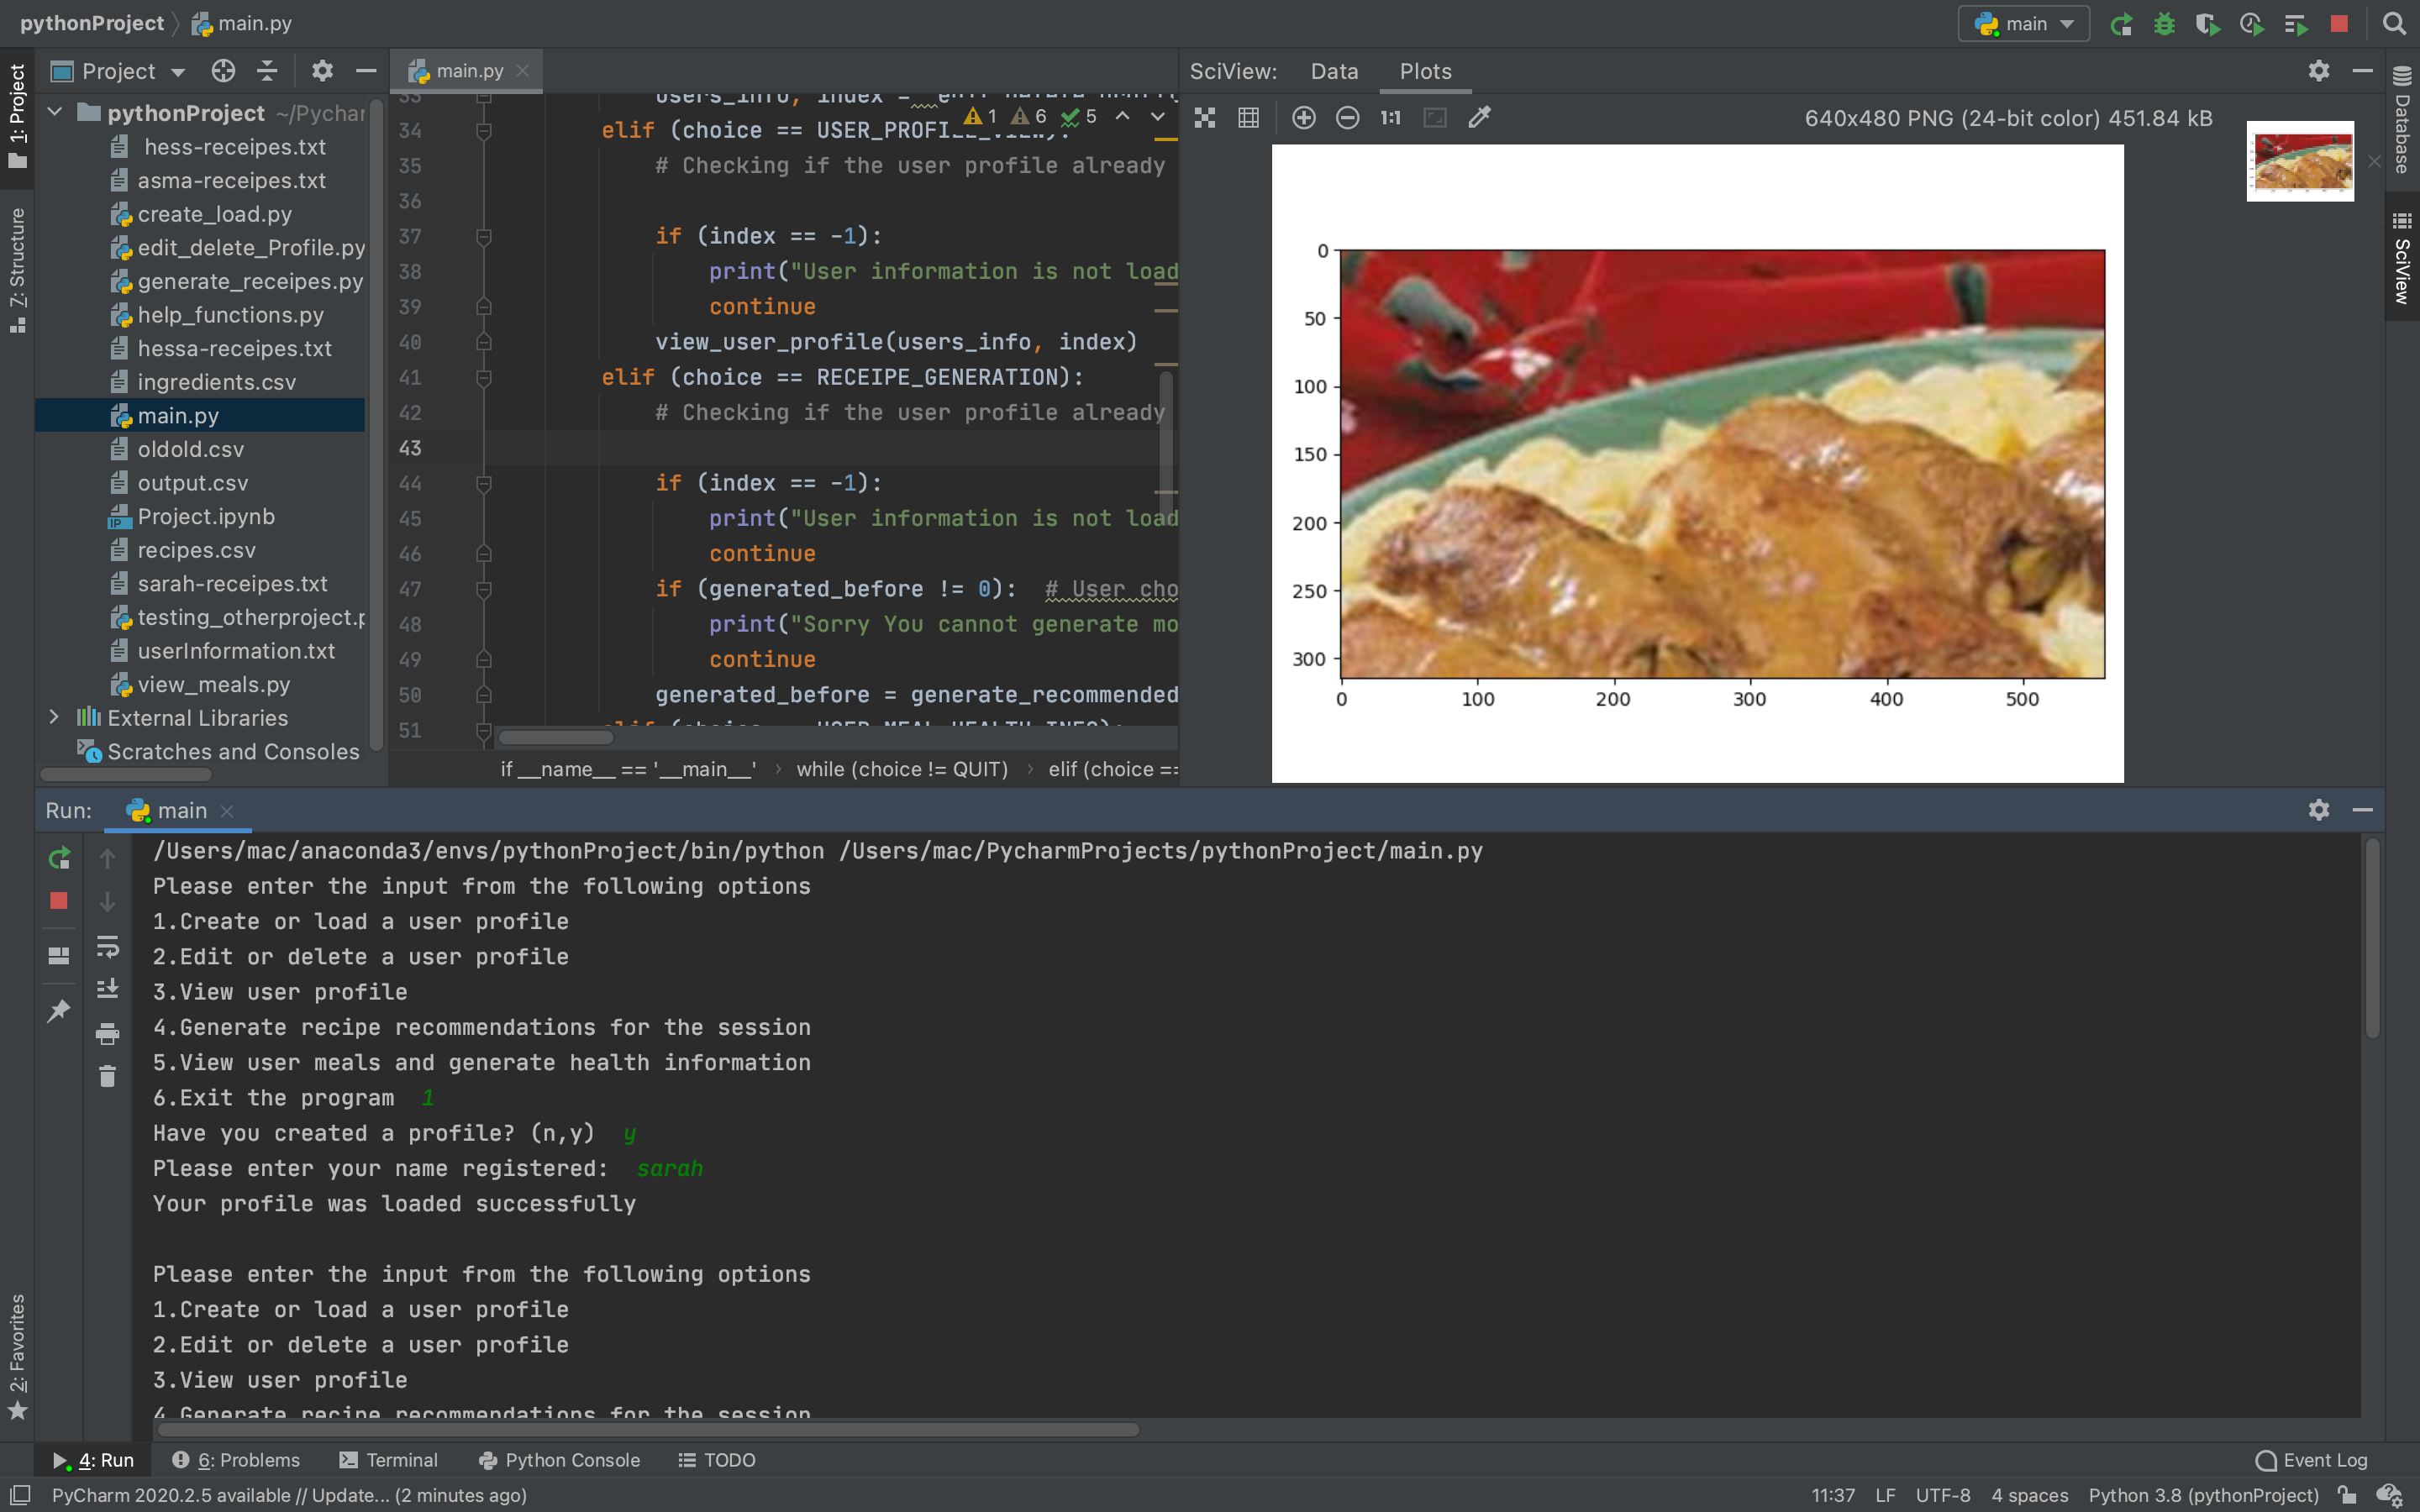 pythonProject main.py
main
1: Project
7: Structure
2: Favorites
Project
main.py
SciView: Data Plots
pythonProject ~/Pychar
hess-receipes.txt
asma-receipes.txt
create_load.py
edit_delete_Profile.py
generate_receipes.py
help_functions.py
hessa-receipes.txt
ingredients.csv
main.py
oldold.csv
output.csv
Project.ipynb
recipes.csv
sarah-receipes.txt
testing_otherproject.p
userInformation.txt
view_meals.py
External Libraries
Scratches and Consoles
1 6 5
34 elif (choice == USER_PROFILE_VIEW):
35 # Checking if the user profile already
36
37 if (index == -1):
38 print("User information is not load
39 continue
40 view_user_profile(users_info, index)
41 elif (choice == RECEIPE_GENERATION):
42 # Checking if the user profile already
43
44 if (index == -1):
45 print("User information is not load
46 continue
47 if (generated_before != 0): # User cho
48 print("Sorry You cannot generate mo
49 continue
50 generated_before = generate_recommended
51 elif (choice == USER_MEAL_HEALTH_INFO):
if __name__ == '__main__' › while (choice != QUIT) › elif (choice ==
1:1
640x480 PNG (24-bit color) 451.84 kB
0
50
100
150
200
250
300
0 100 200 300 400 500
Database
SciView
Run: main
/Users/mac/anaconda3/envs/pythonProject/bin/python /Users/mac/PycharmProjects/pythonProject/main.py
Please enter the input from the following options
1.Create or load a user profile
2.Edit or delete a user profile
3.View user profile
4.Generate recipe recommendations for the session
5.View user meals and generate health information
6.Exit the program 1
Have you created a profile? (n,y) y
Please enter your name registered: sarah
Your profile was loaded successfully
Please enter the input from the following options
1.Create or load a user profile
2.Edit or delete a user profile
3.View user profile
4.Generate recipe recommendations for the session
4: Run 6: Problems Terminal Python Console TODO Event Log
PyCharm 2020.2.5 available // Update... (2 minutes ago) 11:37 LF UTF-8 4 spaces Python 3.8 (pythonProject)